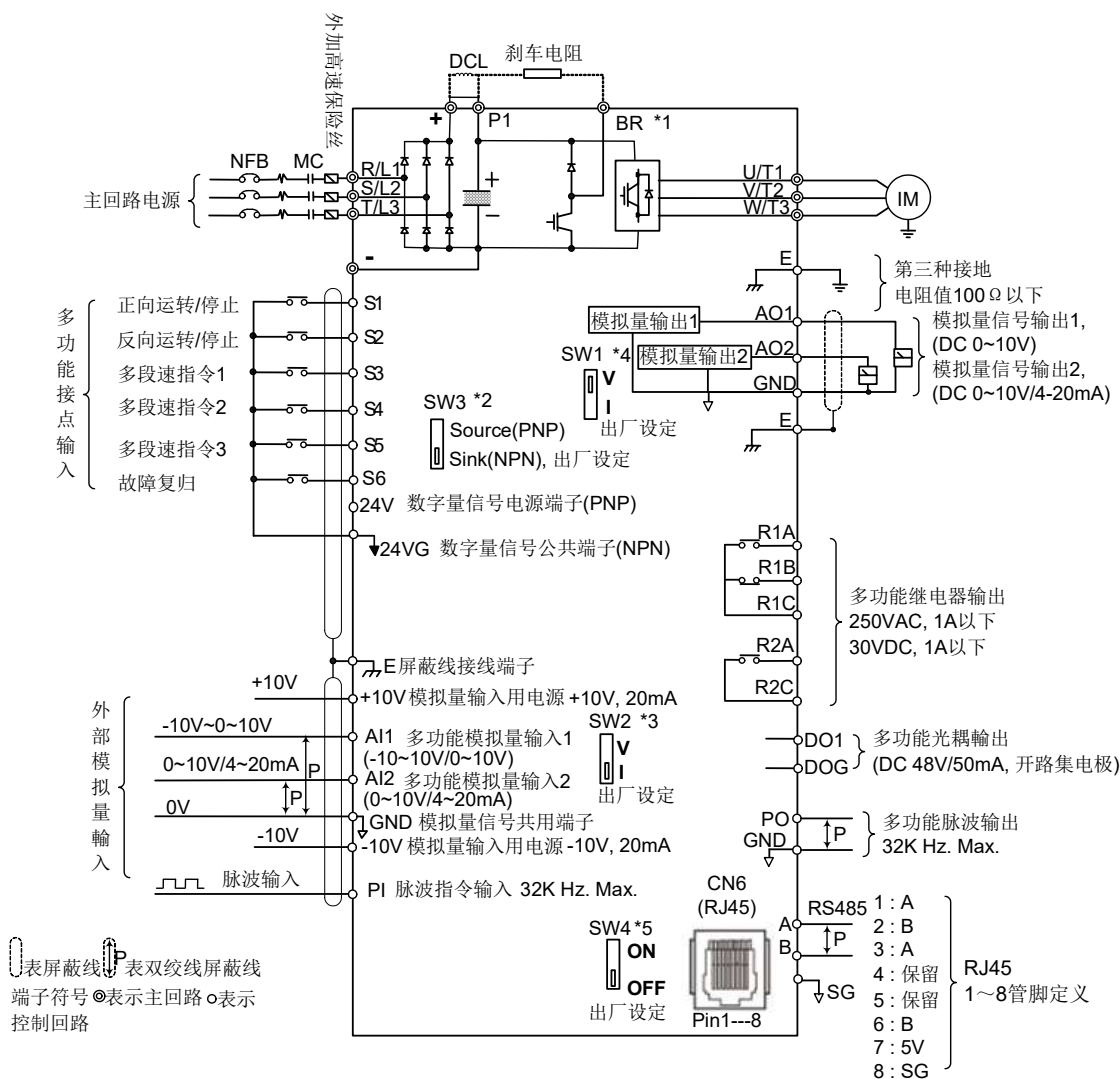 外加高速保险丝
DCL
刹车电阻
+
P1
BR *1
NFB
MC
主回路电源
R/L1
S/L2
T/L3
+
−
-
U/T1
V/T2
W/T3
IM
E
第三种接地
电阻值100Ω以下
多功能接点输入
正向运转/停止
反向运转/停止
多段速指令1
多段速指令2
多段速指令3
故障复归
S1
S2
S3
S4
S5
S6
24V 数字量信号电源端子(PNP)
24VG 数字量信号公共端子(NPN)
SW3 *2
Source(PNP)
Sink(NPN), 出厂设定
模拟量输出1
AO1
SW1 *4
模拟量输出2
AO2
V
I
出厂设定
GND
E
模拟量信号输出1,
(DC 0~10V)
模拟量信号输出2,
(DC 0~10V/4-20mA)
R1A
R1B
R1C
R2A
R2C
多功能继电器输出
250VAC, 1A以下
30VDC, 1A以下
E屏蔽线接线端子
外部模拟量輸入
+10V
+10V 模拟量输入用电源 +10V, 20mA
-10V~0~10V
AI1 多功能模拟量输入1
(-10~10V/0~10V)
0~10V/4~20mA
P
AI2 多功能模拟量输入2
(0~10V/4~20mA)
P
0V
GND 模拟量信号共用端子
-10V
-10V 模拟量输入用电源 -10V, 20mA
脉波输入
PI 脉波指令输入 32K Hz. Max.
SW2 *3
V
I
出厂设定
DO1
DOG
多功能光耦輸出
(DC 48V/50mA, 开路集电极)
PO
GND
P
多功能脉波输出
32K Hz. Max.
SW4 *5
ON
OFF
出厂设定
CN6
(RJ45)
Pin1---8
A
B
RS485
P
SG
1 : A
2 : B
3 : A
4 : 保留
5 : 保留
6 : B
7 : 5V
8 : SG
RJ45
1～8管脚定义
表屏蔽线 P 表双绞线屏蔽线
端子符号 ◎表示主回路 o表示
控制回路